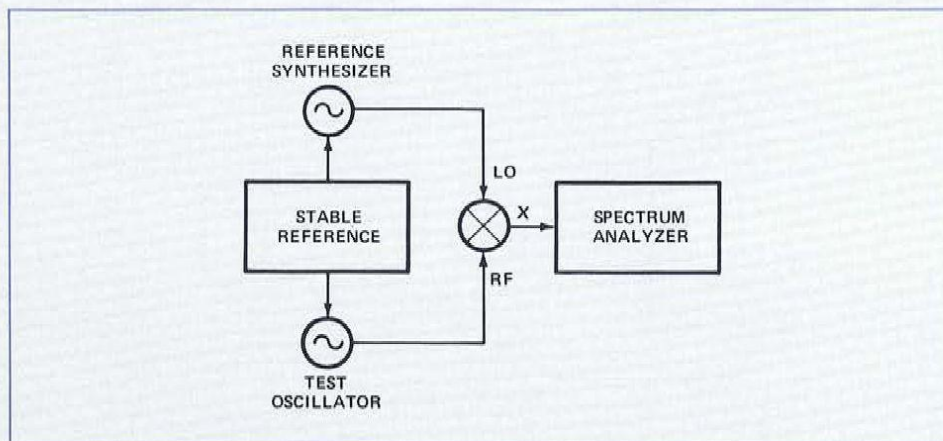 REFERENCE
SYNTHESIZER
LO
STABLE
REFERENCE
X
SPECTRUM
ANALYZER
RF
TEST
OSCILLATOR